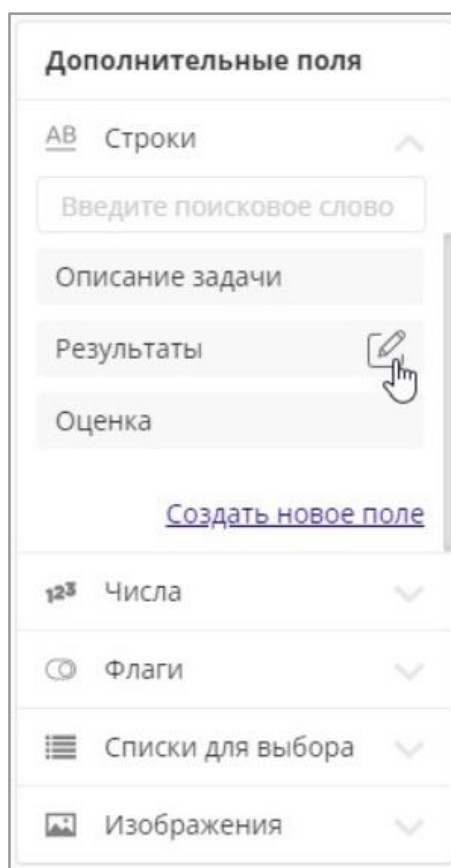 Дополнительные поля
AB Строки
Введите поисковое слово
Описание задачи
Результаты
Оценка
Создать новое поле
123 Числа
Флаги
Списки для выбора
Изображения